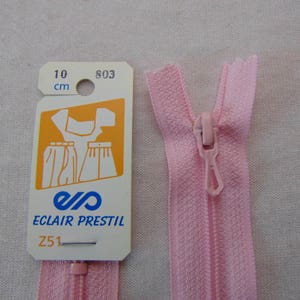 10 803
cm
ECLAIR PRESTIL
Z51